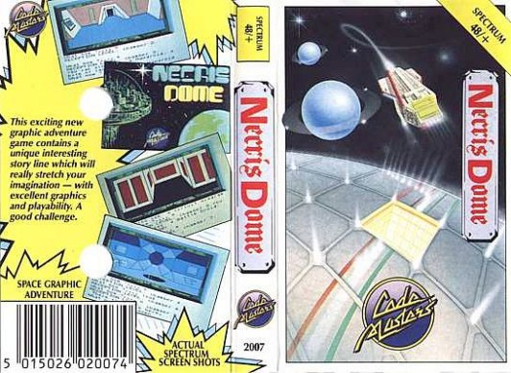 Code
Masters
NECRIS
DOME
Code
Masters
This exciting new
graphic adventure
game contains a
unique interesting
story line which will
really stretch your
imagination — with
excellent graphics
and playability. A
good challenge.
SPACE GRAPHIC
ADVENTURE
5 015026 020074
ACTUAL
SPECTRUM
SCREEN SHOTS
SPECTRUM
48/+
Necris Dome
Code
Masters
2007
SPECTRUM
48/+
Necris Dome
Code
Masters